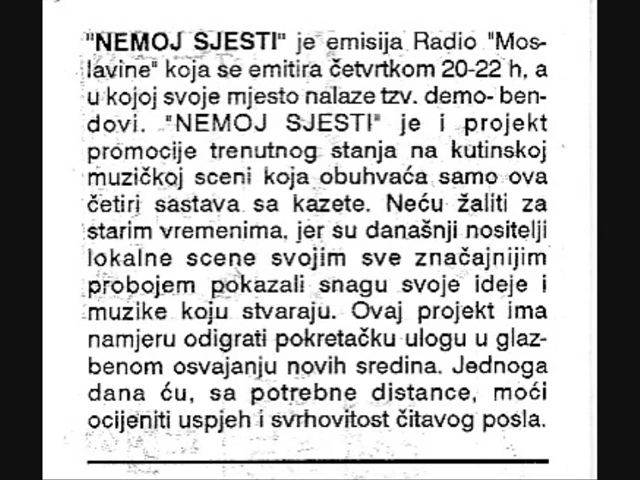 "NEMOJ SJESTI" je emisija Radio "Mos-
lavine" koja se emitira četvrtkom 20-22 h, a
u kojoj svoje mjesto nalaze tzv. demo- ben-
dovi. "NEMOJ SJESTI" je i projekt
promocije trenutnog stanja na kutinskoj
muzičkoj sceni koja obuhvaća samo ova
četiri sastava sa kazete. Neću žaliti za
starim vremenima, jer su današnji nositelji
lokalne scene svojim sve značajnijim
probojem pokazali snagu svoje ideje i
muzike koju stvaraju. Ovaj projekt ima
namjeru odigrati pokretačku ulogu u glaz-
benom osvajanju novih sredina. Jednoga
dana ću, sa potrebne distance, moći
ocijeniti uspjeh i svrhovitost čitavog posla.